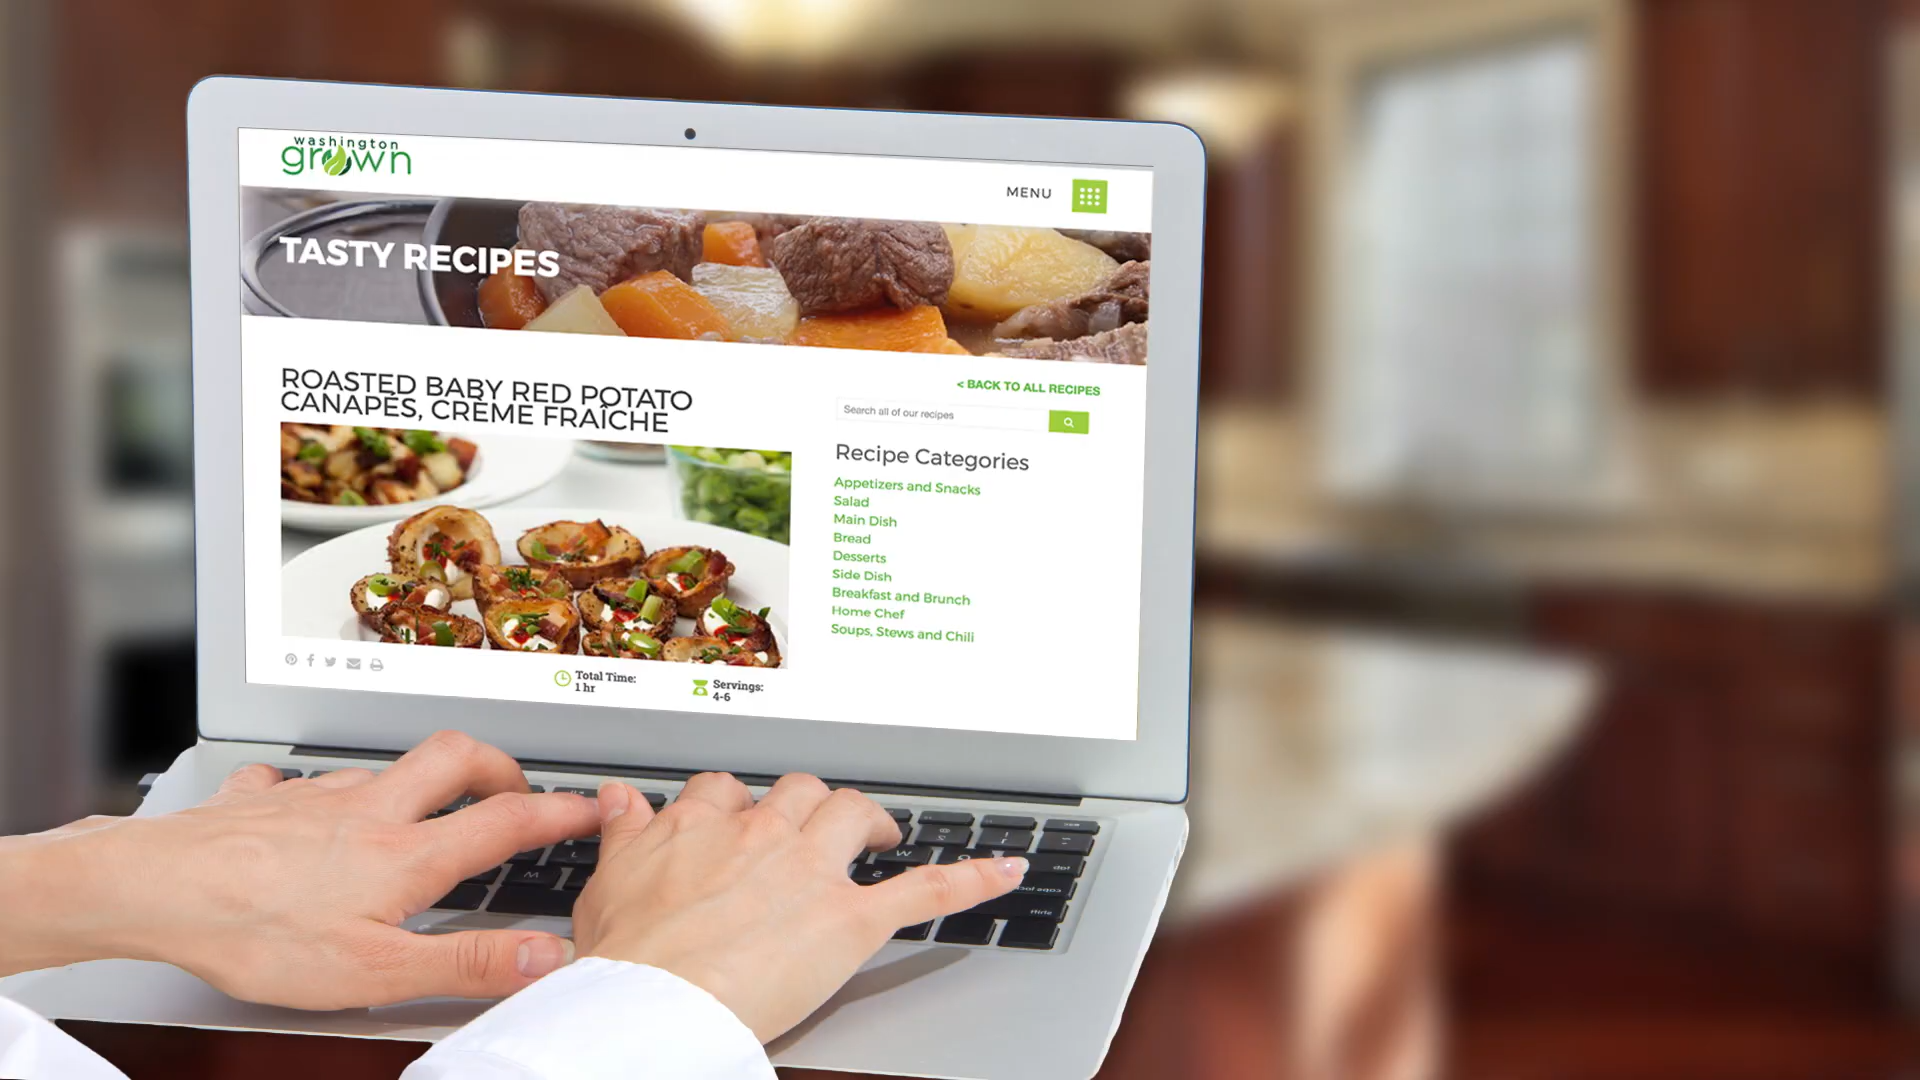 washington
grown
MENU
TASTY RECIPES
ROASTED BABY RED POTATO
CANAPÉS, CRÈME FRAÎCHE
< BACK TO ALL RECIPES
Search all of our recipes
Recipe Categories
Appetizers and Snacks
Salad
Main Dish
Bread
Desserts
Side Dish
Breakfast and Brunch
Home Chef
Soups, Stews and Chili
Total Time:
1 hr
Servings:
4-6